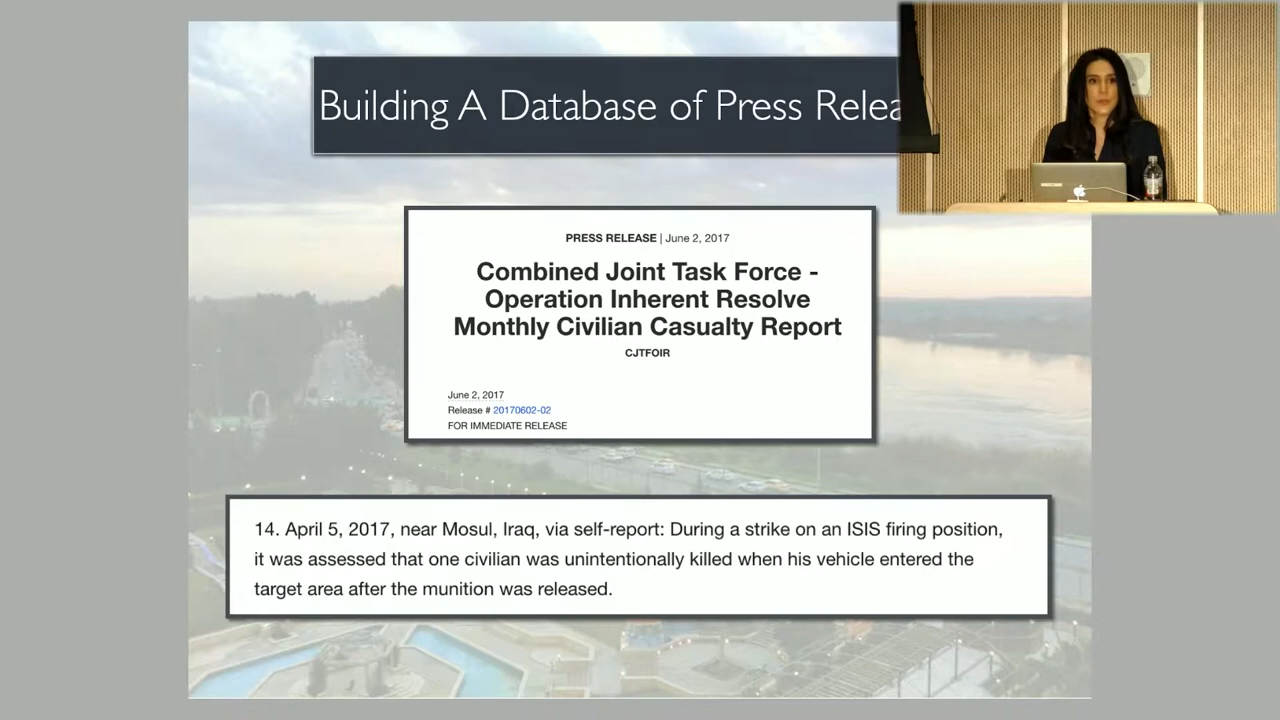 Building A Database of Press Relea
PRESS RELEASE | June 2, 2017
Combined Joint Task Force -
Operation Inherent Resolve
Monthly Civilian Casualty Report
CJTFOIR
June 2, 2017
Release # 20170602-02
FOR IMMEDIATE RELEASE
14. April 5, 2017, near Mosul, Iraq, via self-report: During a strike on an ISIS firing position,
it was assessed that one civilian was unintentionally killed when his vehicle entered the
target area after the munition was released.